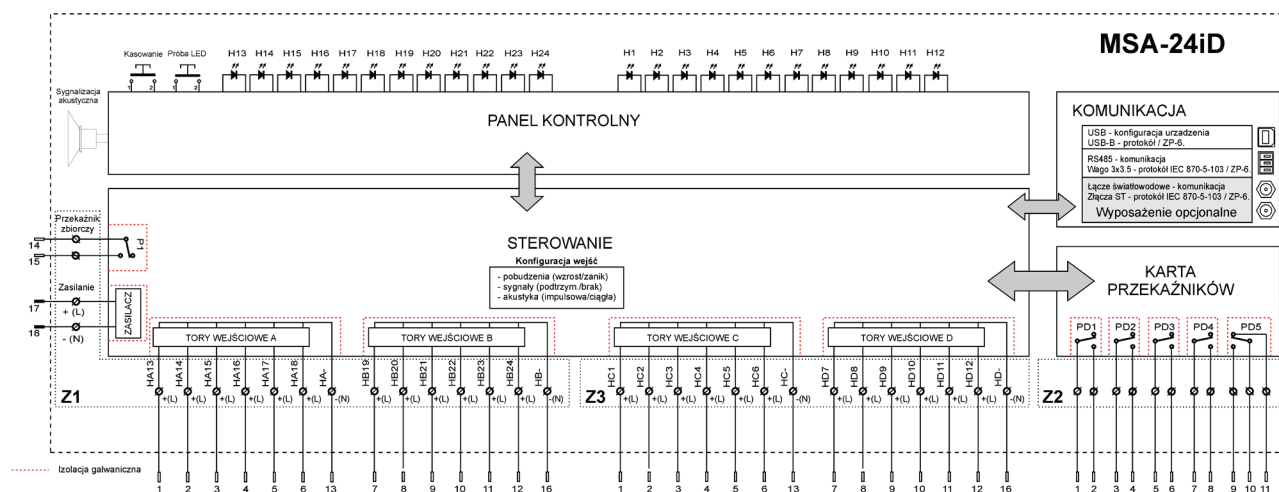 MSA-24iD
Kasowanie Próba LED
H13 H14 H15 H16 H17 H18 H19 H20 H21 H22 H23 H24
H1 H2 H3 H4 H5 H6 H7 H8 H9 H10 H11 H12
1 2 1 2
Sygnalizacja
akustyczna
PANEL KONTROLNY
KOMUNIKACJA
USB - konfiguracja urzadzenia
USB-B - protokół / ZP-6.
RS485 - komunikacja
Wago 3x3.5 - protokół IEC 870-5-103 / ZP-6.
Łącze światłowodowe - komunikacja
Złącza ST - protokół IEC 870-5-103 / ZP-6.
Wyposażenie opcjonalne
Przekaźnik
zbiorczy
14
15
P1
STEROWANIE
Konfiguracja wejść
- pobudzenia (wzrost/zanik)
- sygnały (podtrzym./brak)
- akustyka (impulsowa/ciągła)
KARTA
PRZEKAŹNIKÓW
Zasilanie
17
+ (L)
18
- (N)
ZASILACZ
PD1 PD2 PD3 PD4 PD5
TORY WEJŚCIOWE A
TORY WEJŚCIOWE B
TORY WEJŚCIOWE C
TORY WEJŚCIOWE D
HA13 HA14 HA15 HA16 HA17 HA18 HA-
HB19 HB20 HB21 HB22 HB23 HB24 HB-
HC1 HC2 HC3 HC4 HC5 HC6 HC-
HD7 HD8 HD9 HD10 HD11 HD12 HD-
Z1
+(L) +(L) +(L) +(L) +(L) +(L) -(N)
+(L) +(L) +(L) +(L) +(L) +(L) -(N)
Z3
+(L) +(L) +(L) +(L) +(L) +(L) -(N)
+(L) +(L) +(L) +(L) +(L) +(L) -(N)
Z2
Izolacja galwaniczna
1 2 3 4 5 6 13 7 8 9 10 11 12 16
1 2 3 4 5 6 13 7 8 9 10 11 12 16
1 2 3 4 5 6 7 8 9 10 11